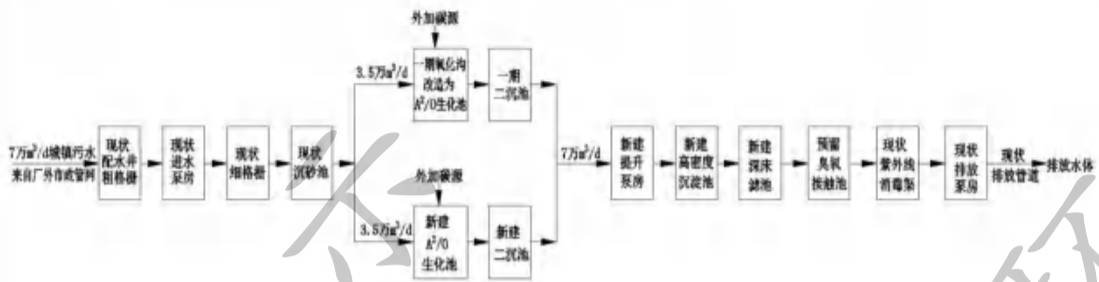 外加碳源
3.5万m³/d
一期氧化沟
改造为
A²/O生化池
一期
二沉池
7万m³/d城镇污水
来自厂外市政管网
现状
配水井
粗格栅
现状
进水
泵房
现状
细格栅
现状
沉砂池
7万m³/d
新建
提升
泵房
新建
高密度
沉淀池
新建
深床
滤池
预留
臭氧
接触池
现状
紫外线
消毒渠
现状
排放
泵房
现状
排放管道
排放水体
外加碳源
3.5万m³/d
新建
A²/O
生化池
新建
二沉池